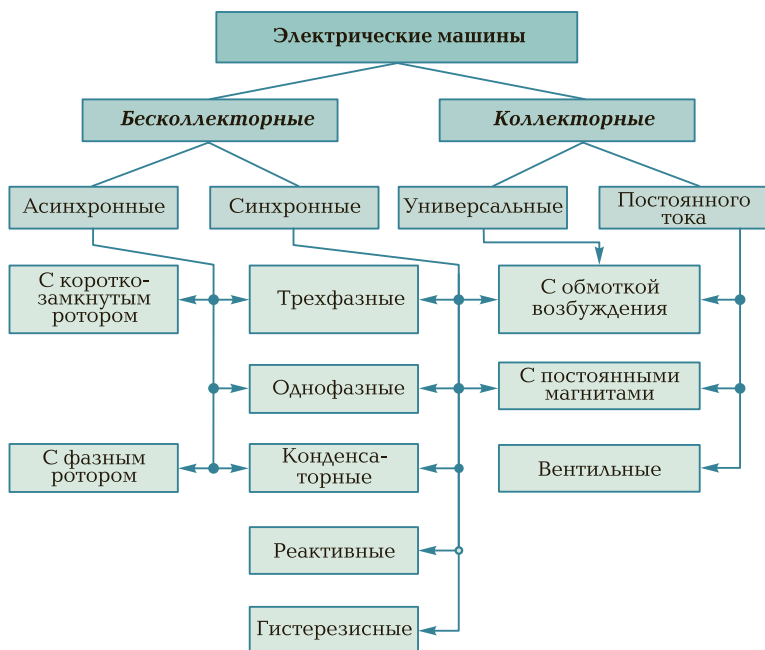 Электрические машины
Бесколлекторные
Коллекторные
Асинхронные
Синхронные
Универсальные
Постоянного
тока
С коротко-
замкнутым
ротором
Трехфазные
С обмоткой
возбуждения
Однофазные
С постоянными
магнитами
С фазным
ротором
Конденса-
торные
Вентильные
Реактивные
Гистерезисные